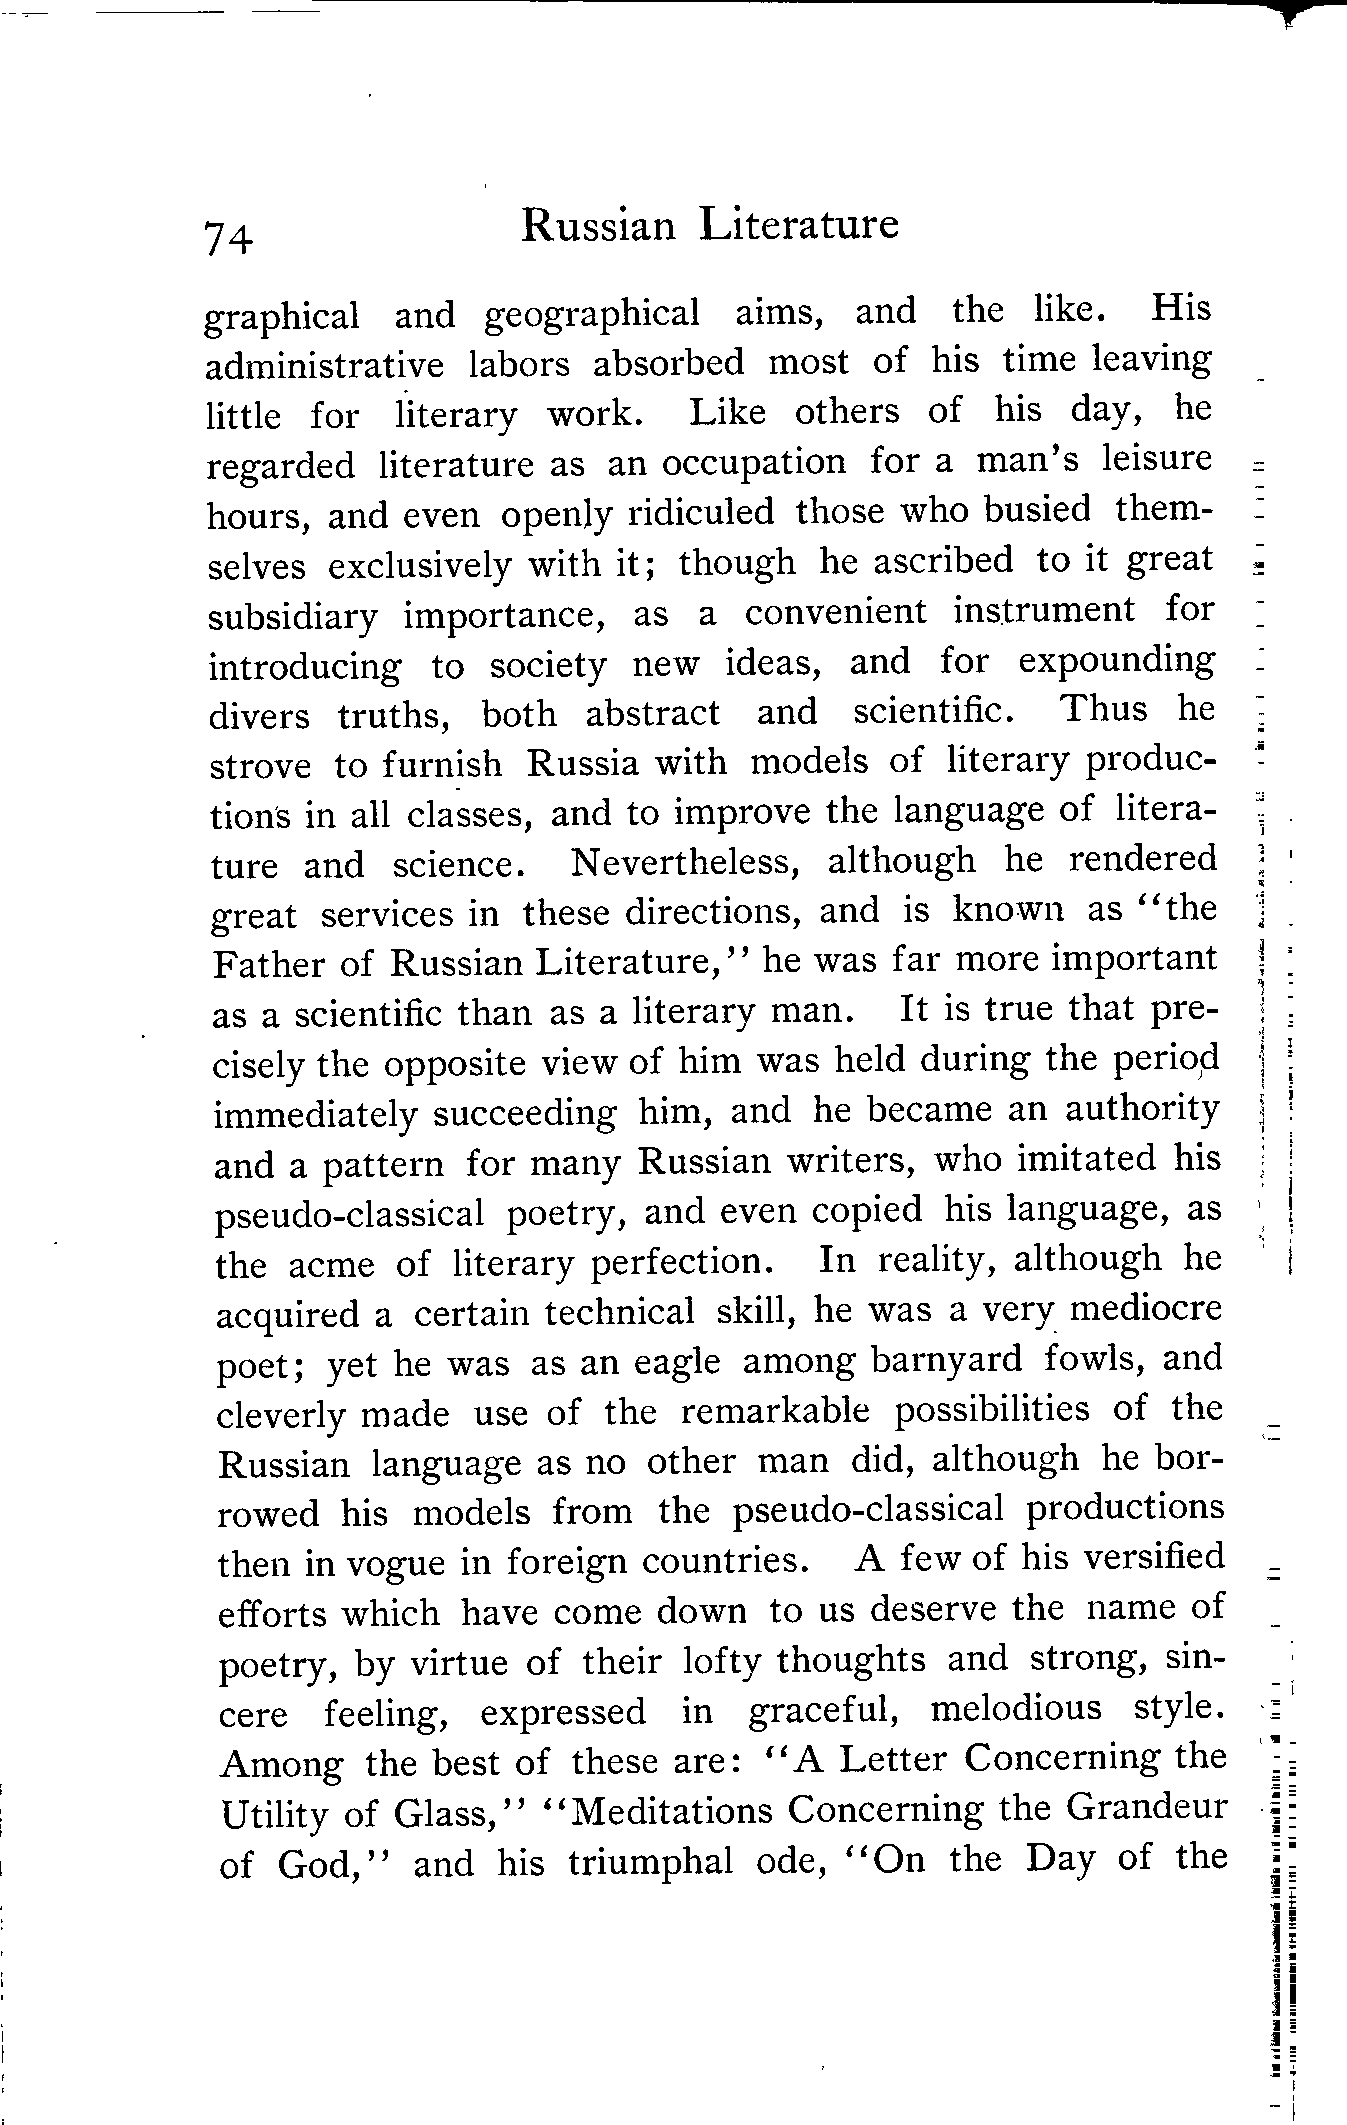 74 Russian Literature
graphical and geographical aims, and the like. His
administrative labors absorbed most of his time leaving
little for literary work. Like others of his day, he
regarded literature as an occupation for a man's leisure
hours, and even openly ridiculed those who busied them-
selves exclusively with it; though he ascribed to it great
subsidiary importance, as a convenient instrument for
introducing to society new ideas, and for expounding
divers truths, both abstract and scientific. Thus he
strove to furnish Russia with models of literary produc-
tions in all classes, and to improve the language of litera-
ture and science. Nevertheless, although he rendered
great services in these directions, and is known as "the
Father of Russian Literature," he was far more important
as a scientific than as a literary man. It is true that pre-
cisely the opposite view of him was held during the period
immediately succeeding him, and he became an authority
and a pattern for many Russian writers, who imitated his
pseudo-classical poetry, and even copied his language, as
the acme of literary perfection. In reality, although he
acquired a certain technical skill, he was a very mediocre
poet; yet he was as an eagle among barnyard fowls, and
cleverly made use of the remarkable possibilities of the
Russian language as no other man did, although he bor-
rowed his models from the pseudo-classical productions
then in vogue in foreign countries. A few of his versified
efforts which have come down to us deserve the name of
poetry, by virtue of their lofty thoughts and strong, sin-
cere feeling, expressed in graceful, melodious style.
Among the best of these are: "A Letter Concerning the
Utility of Glass," "Meditations Concerning the Grandeur
of God," and his triumphal ode, "On the Day of the